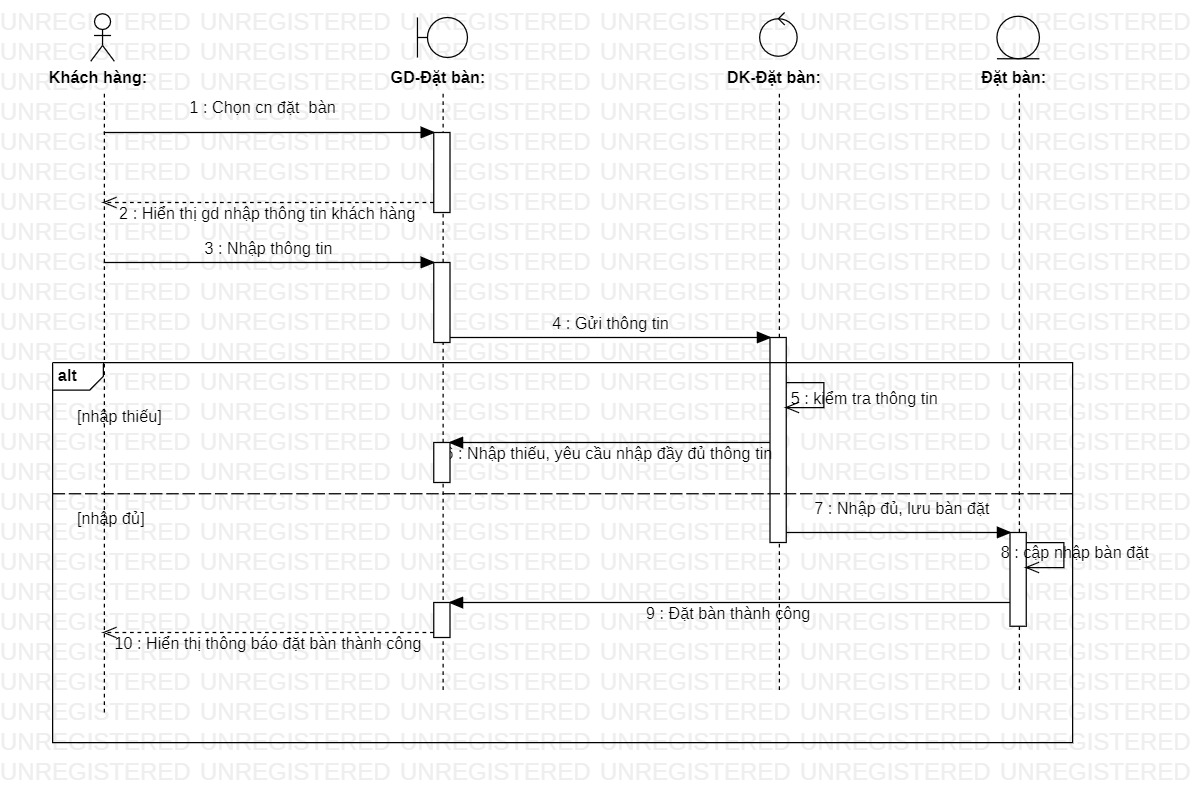 Khách hàng:
GD-Đặt bàn:
DK-Đặt bàn:
Đặt bàn:
1 : Chọn cn đặt  bàn
2 : Hiển thị gd nhập thông tin khách hàng
3 : Nhập thông tin
4 : Gửi thông tin
alt
5 : kiểm tra thông tin
[nhập thiếu]
6 : Nhập thiếu, yêu cầu nhập đầy đủ thông tin
7 : Nhập đủ, lưu bàn đặt
[nhập đủ]
8 : cập nhập bàn đặt
9 : Đặt bàn thành công
10 : Hiển thị thông báo đặt bàn thành công
UNREGISTERED